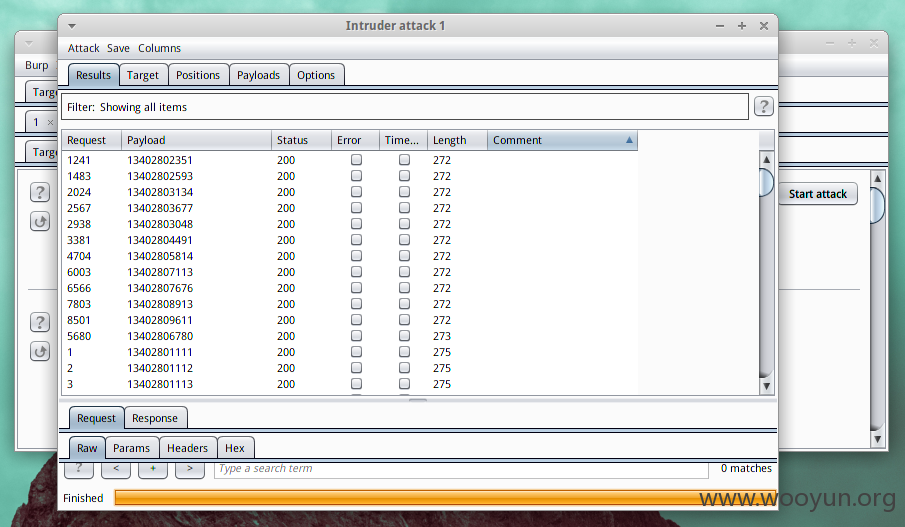 Intruder attack 1
Attack Save Columns
Burp
Results Target Positions Payloads Options
Targe
Filter: Showing all items ?
1 ×
Request Payload Status Error Time... Length Comment
Targe
1241 13402802351 200 272
1483 13402802593 200 272
2024 13402803134 200 272
? Start attack
2567 13402803677 200 272
2938 13402803048 200 272
3381 13402804491 200 272
4704 13402805814 200 272
6003 13402807113 200 272
6566 13402807676 200 272
7803 13402808913 200 272
8501 13402809611 200 272
?
5680 13402806780 200 273
1 13402801111 200 275
2 13402801112 200 275
3 13402801113 200 275
Request Response
Raw Params Headers Hex
? < + > Type a search term 0 matches
Finished
www.wooyun.org